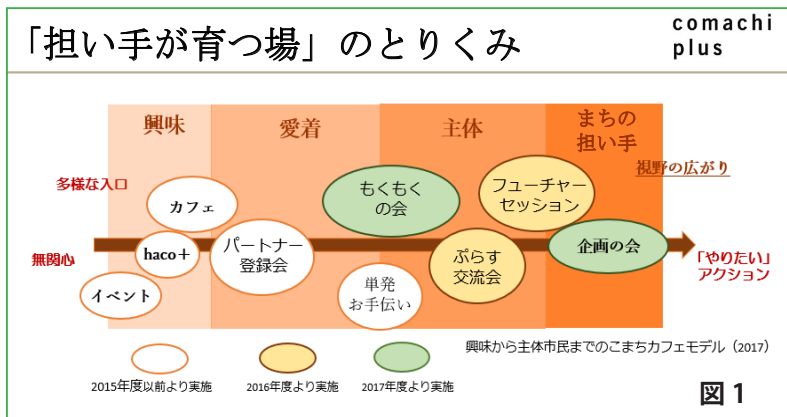 「担い手が育つ場」のとりくみ
comachi
plus
興味
愛着
主体
まちの
担い手
視野の広がり
多様な入口
カフェ
もくもく
の会
フューチャー
セッション
無関心
haco＋
パートナー
登録会
ぷらす
交流会
企画の会
「やりたい」
アクション
イベント
単発
お手伝い
興味から主体市民までのこまちカフェモデル（2017）
2015年度以前より実施
2016年度より実施
2017年度より実施
図1